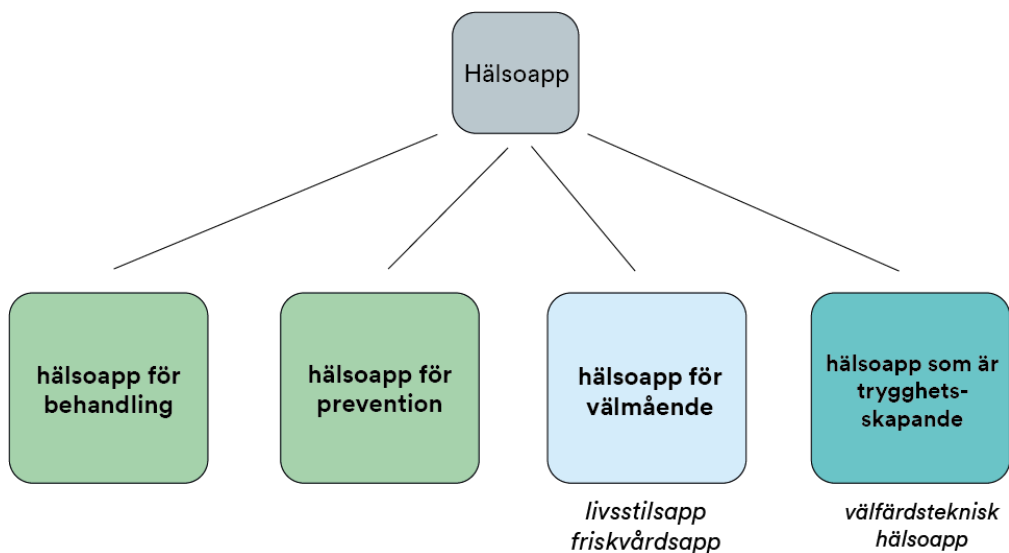 Hälsoapp
hälsoapp för
behandling
hälsoapp för
prevention
hälsoapp för
välmående
hälsoapp som är
trygghets-
skapande
livsstilsapp
friskvårdsapp
välfärdsteknisk
hälsoapp